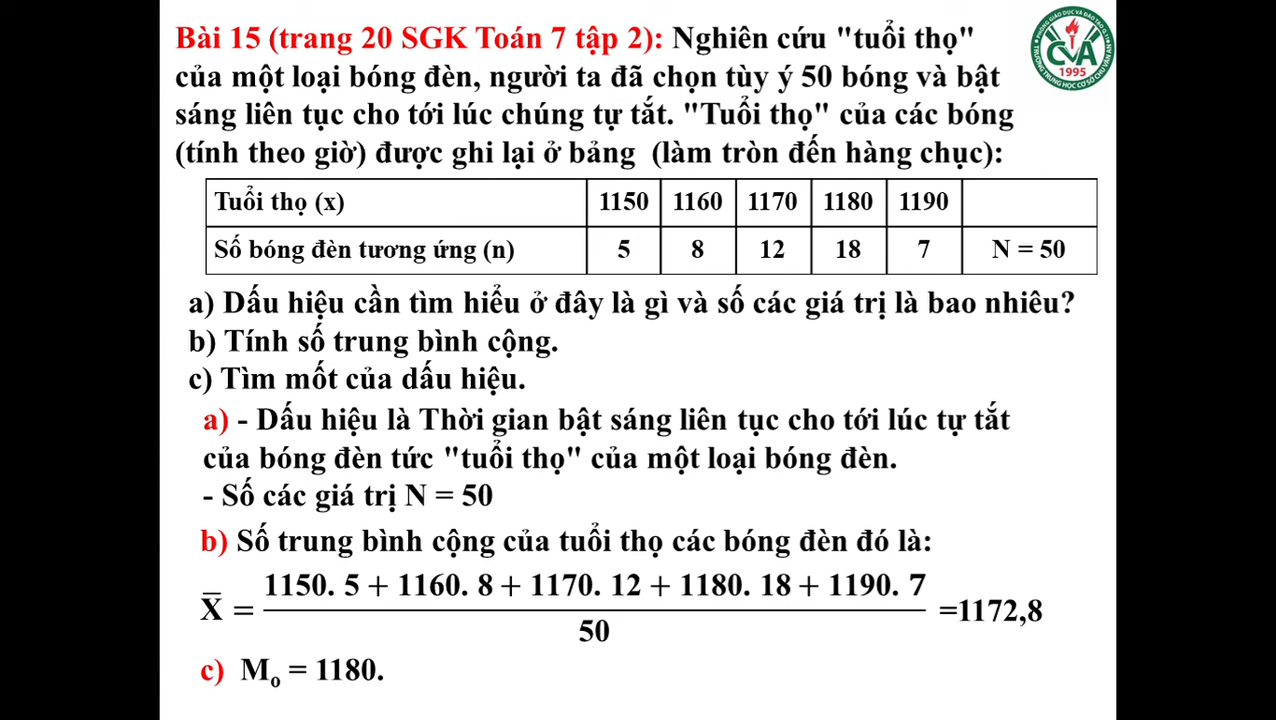 Bài 15 (trang 20 SGK Toán 7 tập 2): Nghiên cứu "tuổi thọ"
của một loại bóng đèn, người ta đã chọn tùy ý 50 bóng và bật
sáng liên tục cho tới lúc chúng tự tắt. "Tuổi thọ" của các bóng
(tính theo giờ) được ghi lại ở bảng (làm tròn đến hàng chục):
Tuổi thọ (x) 1150 1160 1170 1180 1190
Số bóng đèn tương ứng (n) 5 8 12 18 7 N = 50
a) Dấu hiệu cần tìm hiểu ở đây là gì và số các giá trị là bao nhiêu?
b) Tính số trung bình cộng.
c) Tìm mốt của dấu hiệu.
a) - Dấu hiệu là Thời gian bật sáng liên tục cho tới lúc tự tắt
của bóng đèn tức "tuổi thọ" của một loại bóng đèn.
- Số các giá trị N = 50
b) Số trung bình cộng của tuổi thọ các bóng đèn đó là:
1150. 5 + 1160. 8 + 1170. 12 + 1180. 18 + 1190. 7
X̅ = =1172,8
50
c) Mₒ = 1180.
CVA
1995